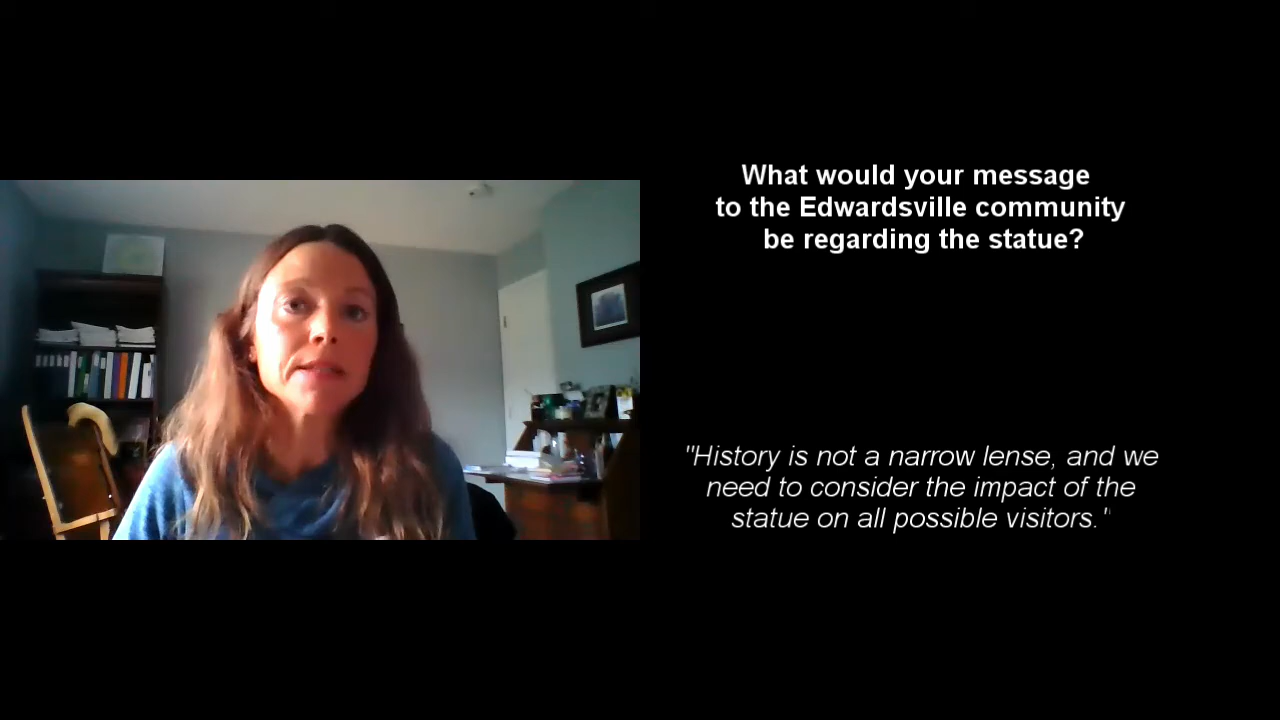 What would your message
to the Edwardsville community
be regarding the statue?
"History is not a narrow lense, and we
need to consider the impact of the
statue on all possible visitors."